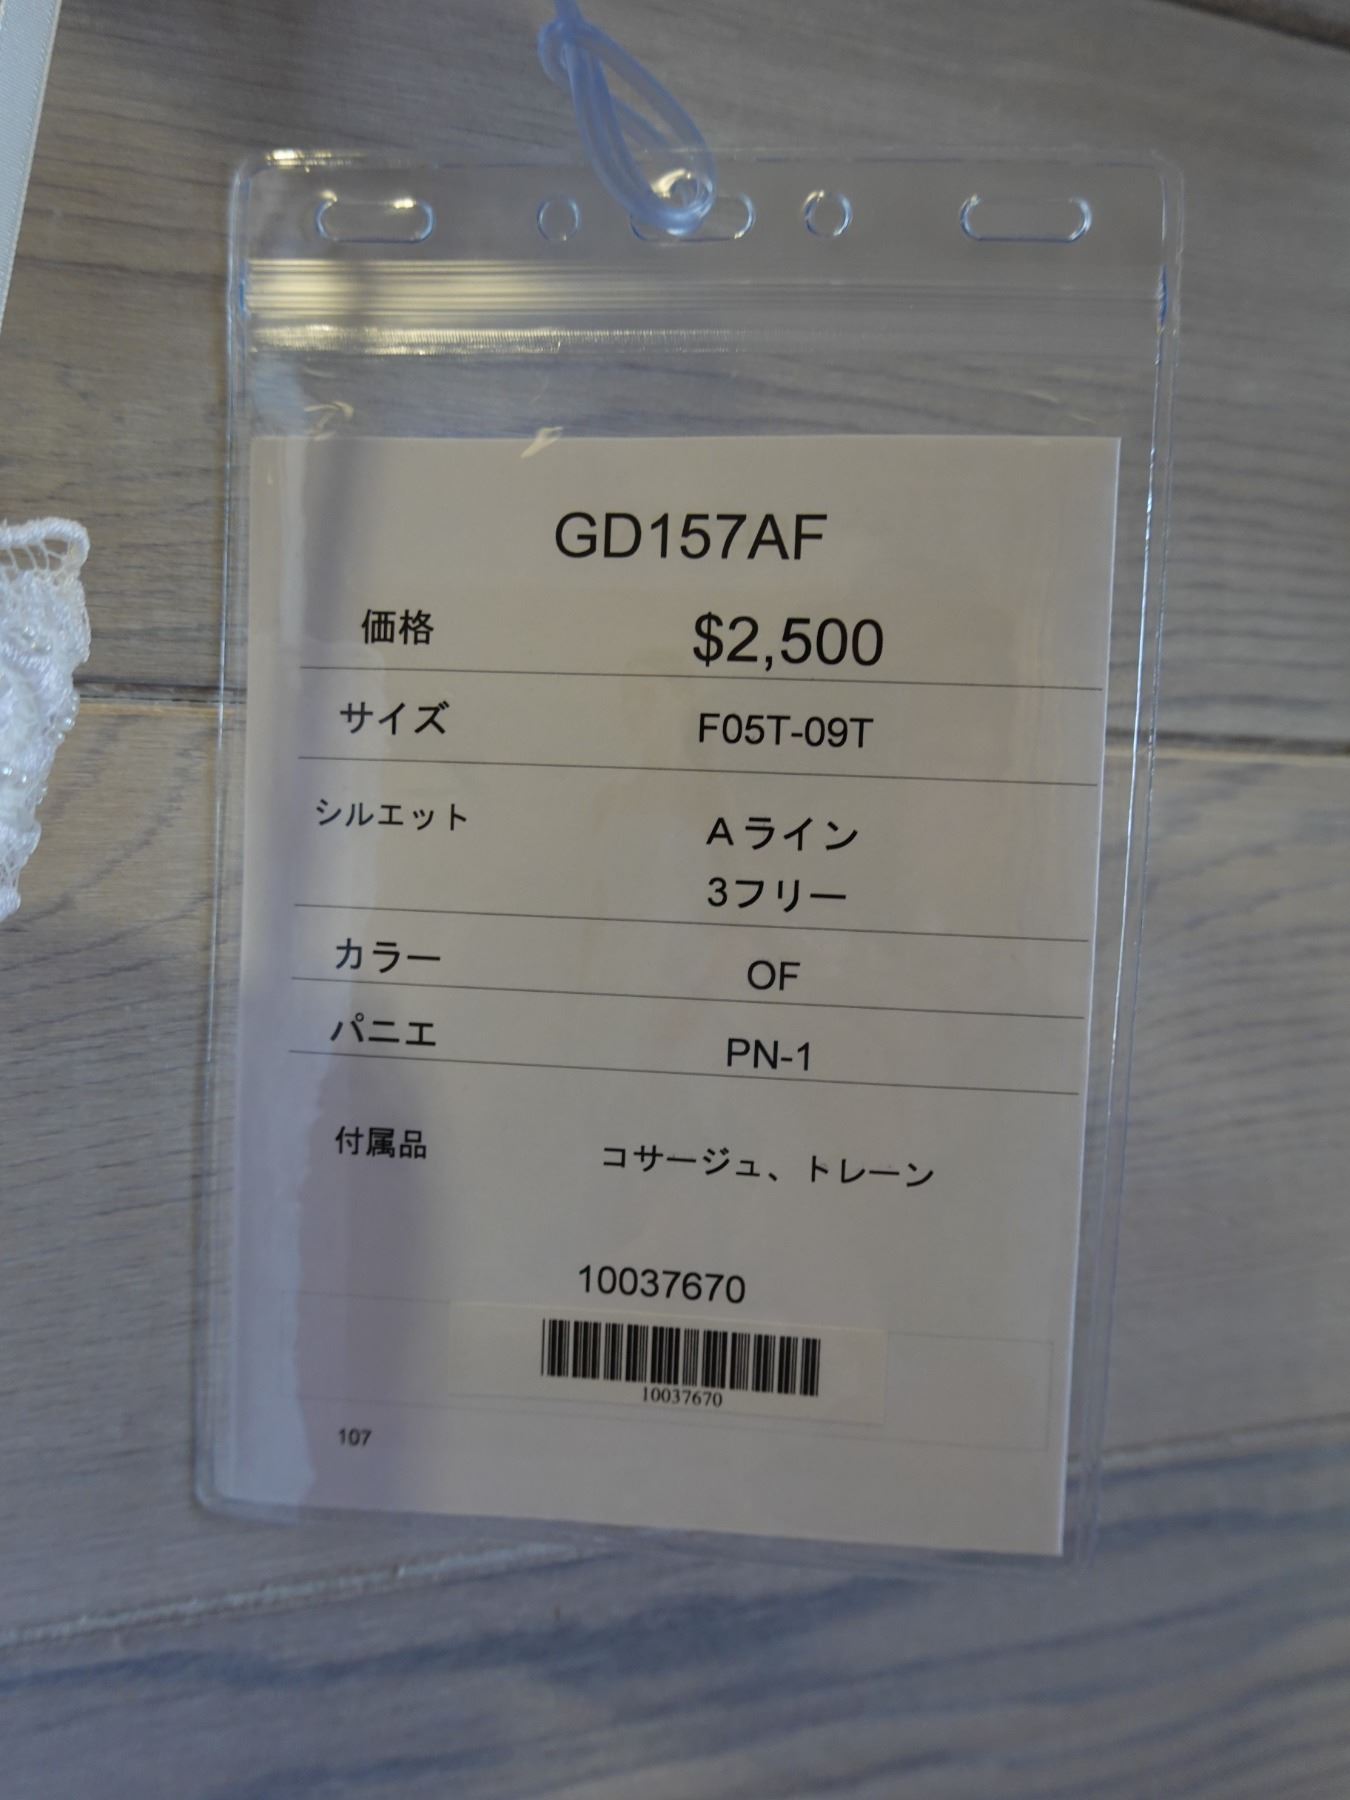 GD157AF
価格 $2,500
サイズ F05T-09T
シルエット Aライン
3フリー
カラー OF
パニエ PN-1
付属品 コサージュ、トレーン
10037670
10037670
107